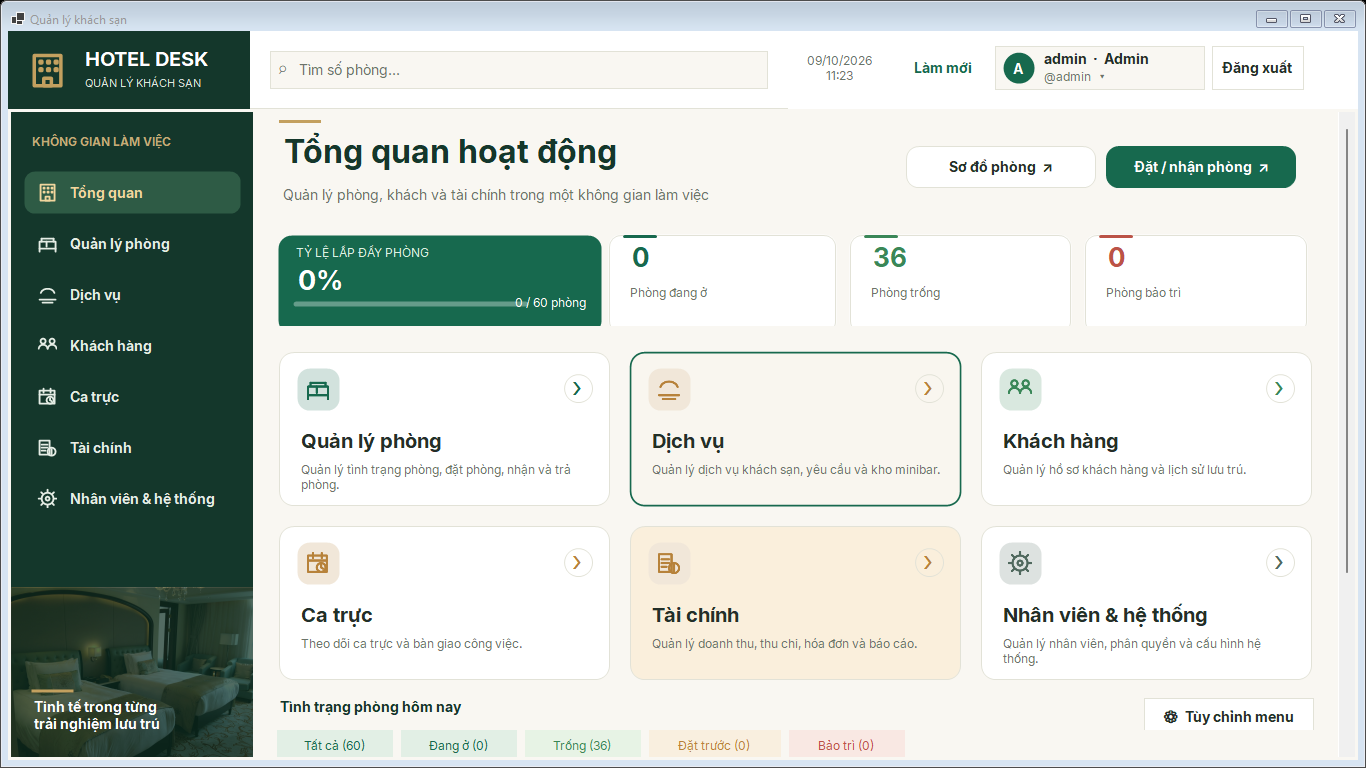 Quản lý khách sạn
HOTEL DESK
QUẢN LÝ KHÁCH SẠN
Tìm số phòng...
09/10/2026
11:23
Làm mới
A
admin · Admin
@admin
Đăng xuất
KHÔNG GIAN LÀM VIỆC
Tổng quan
Quản lý phòng
Dịch vụ
Khách hàng
Ca trực
Tài chính
Nhân viên & hệ thống
Tinh tế trong từng
trải nghiệm lưu trú
Tổng quan hoạt động
Quản lý phòng, khách và tài chính trong một không gian làm việc
Sơ đồ phòng ↗
Đặt / nhận phòng ↗
TỶ LỆ LẤP ĐẦY PHÒNG
0%
0 / 60 phòng
0
Phòng đang ở
36
Phòng trống
0
Phòng bảo trì
Quản lý phòng
Quản lý tình trạng phòng, đặt phòng, nhận và trả
phòng.
Dịch vụ
Quản lý dịch vụ khách sạn, yêu cầu và kho minibar.
Khách hàng
Quản lý hồ sơ khách hàng và lịch sử lưu trú.
Ca trực
Theo dõi ca trực và bàn giao công việc.
Tài chính
Quản lý doanh thu, thu chi, hóa đơn và báo cáo.
Nhân viên & hệ thống
Quản lý nhân viên, phân quyền và cấu hình hệ
thống.
Tình trạng phòng hôm nay
Tùy chỉnh menu
Tất cả (60)
Đang ở (0)
Trống (36)
Đặt trước (0)
Bảo trì (0)